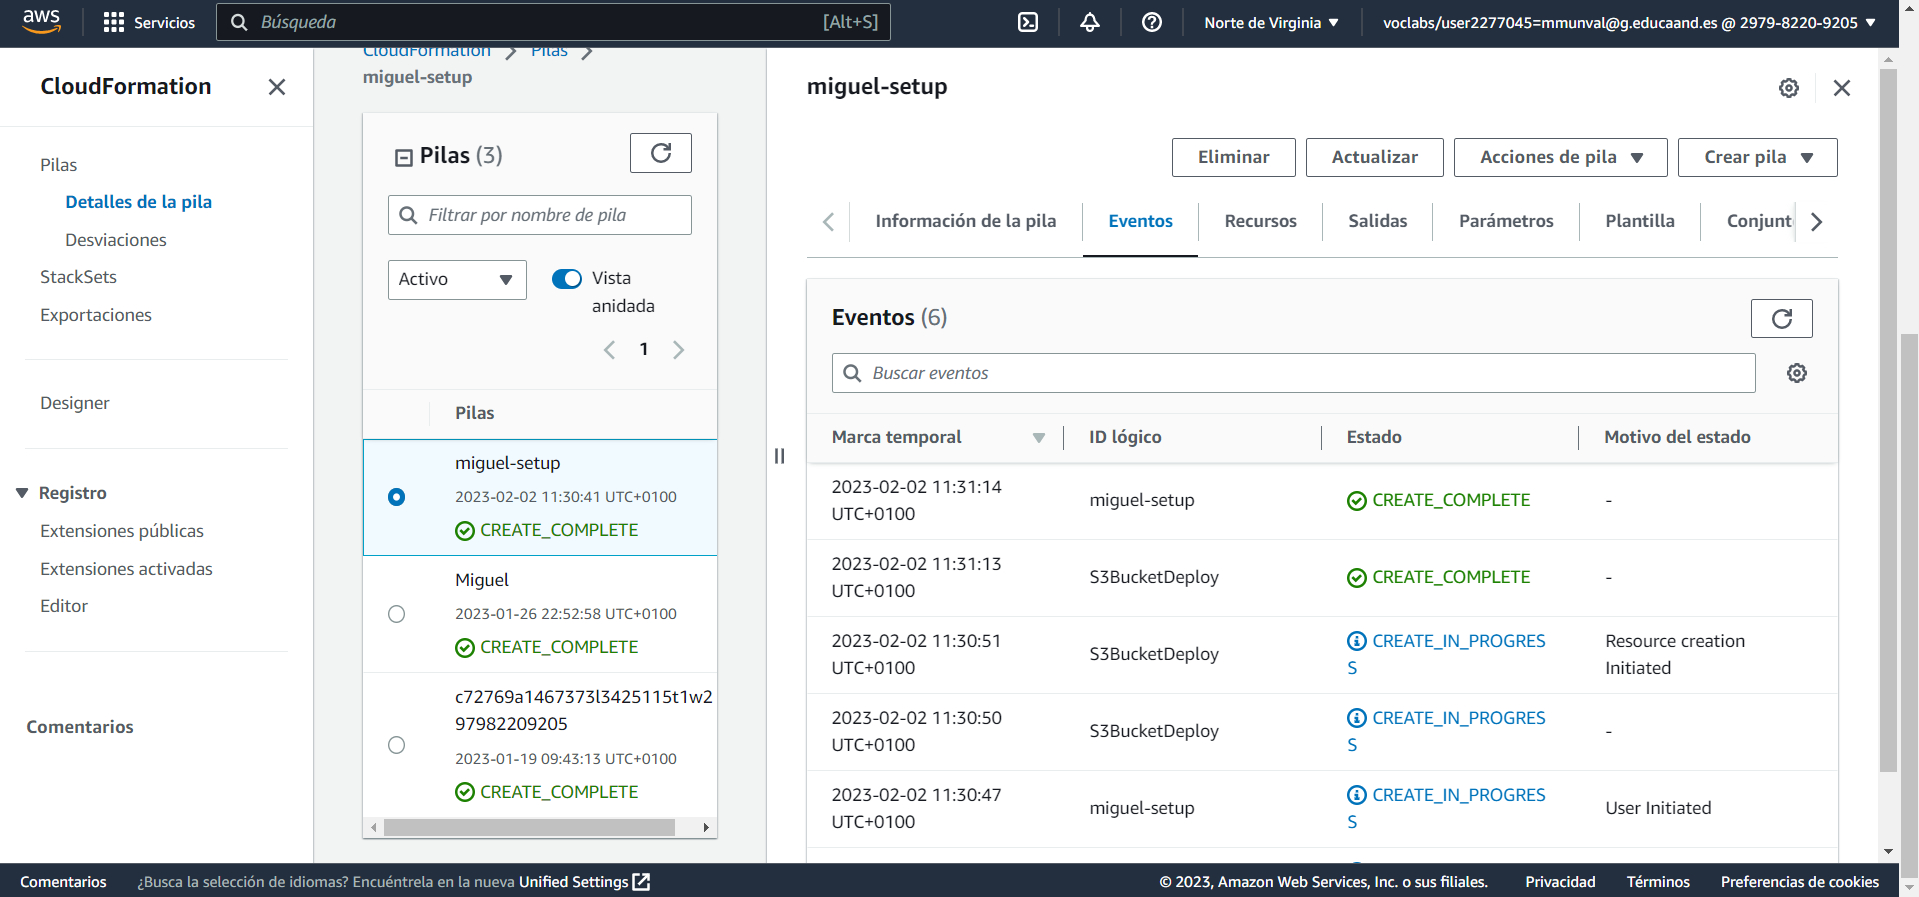 aws
Servicios
Búsqueda
[Alt+S]
Norte de Virginia
voclabs/user2277045=mmunval@g.educaand.es @ 2979-8220-9205
CloudFormation
Pilas
Detalles de la pila
Desviaciones
StackSets
Exportaciones
Designer
Registro
Extensiones públicas
Extensiones activadas
Editor
Comentarios
CloudFormation
Pilas
miguel-setup
Pilas (3)
Filtrar por nombre de pila
Activo
Vista
anidada
1
Pilas
miguel-setup
2023-02-02 11:30:41 UTC+0100
CREATE_COMPLETE
Miguel
2023-01-26 22:52:58 UTC+0100
CREATE_COMPLETE
c72769a1467373l3425115t1w2
97982209205
2023-01-19 09:43:13 UTC+0100
CREATE_COMPLETE
miguel-setup
Eliminar
Actualizar
Acciones de pila
Crear pila
Información de la pila
Eventos
Recursos
Salidas
Parámetros
Plantilla
Conjunt
Eventos (6)
Buscar eventos
Marca temporal
ID lógico
Estado
Motivo del estado
2023-02-02 11:31:14
UTC+0100
miguel-setup
CREATE_COMPLETE
-
2023-02-02 11:31:13
UTC+0100
S3BucketDeploy
CREATE_COMPLETE
-
2023-02-02 11:30:51
UTC+0100
S3BucketDeploy
CREATE_IN_PROGRES
S
Resource creation
Initiated
2023-02-02 11:30:50
UTC+0100
S3BucketDeploy
CREATE_IN_PROGRES
S
-
2023-02-02 11:30:47
UTC+0100
miguel-setup
CREATE_IN_PROGRES
S
User Initiated
Comentarios
¿Busca la selección de idiomas? Encuéntrela en la nueva Unified Settings
© 2023, Amazon Web Services, Inc. o sus filiales.
Privacidad
Términos
Preferencias de cookies